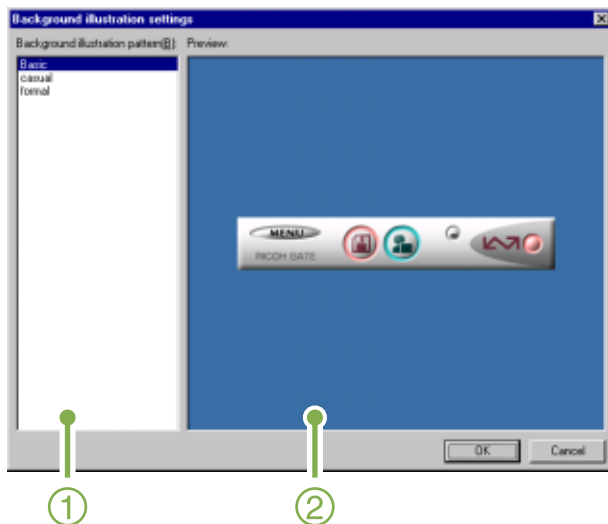 Background illustration settings
Background illustration pattern(B): Preview:
Basic
casual
formal
MENU
RICOH GATE
OK Cancel
1 2